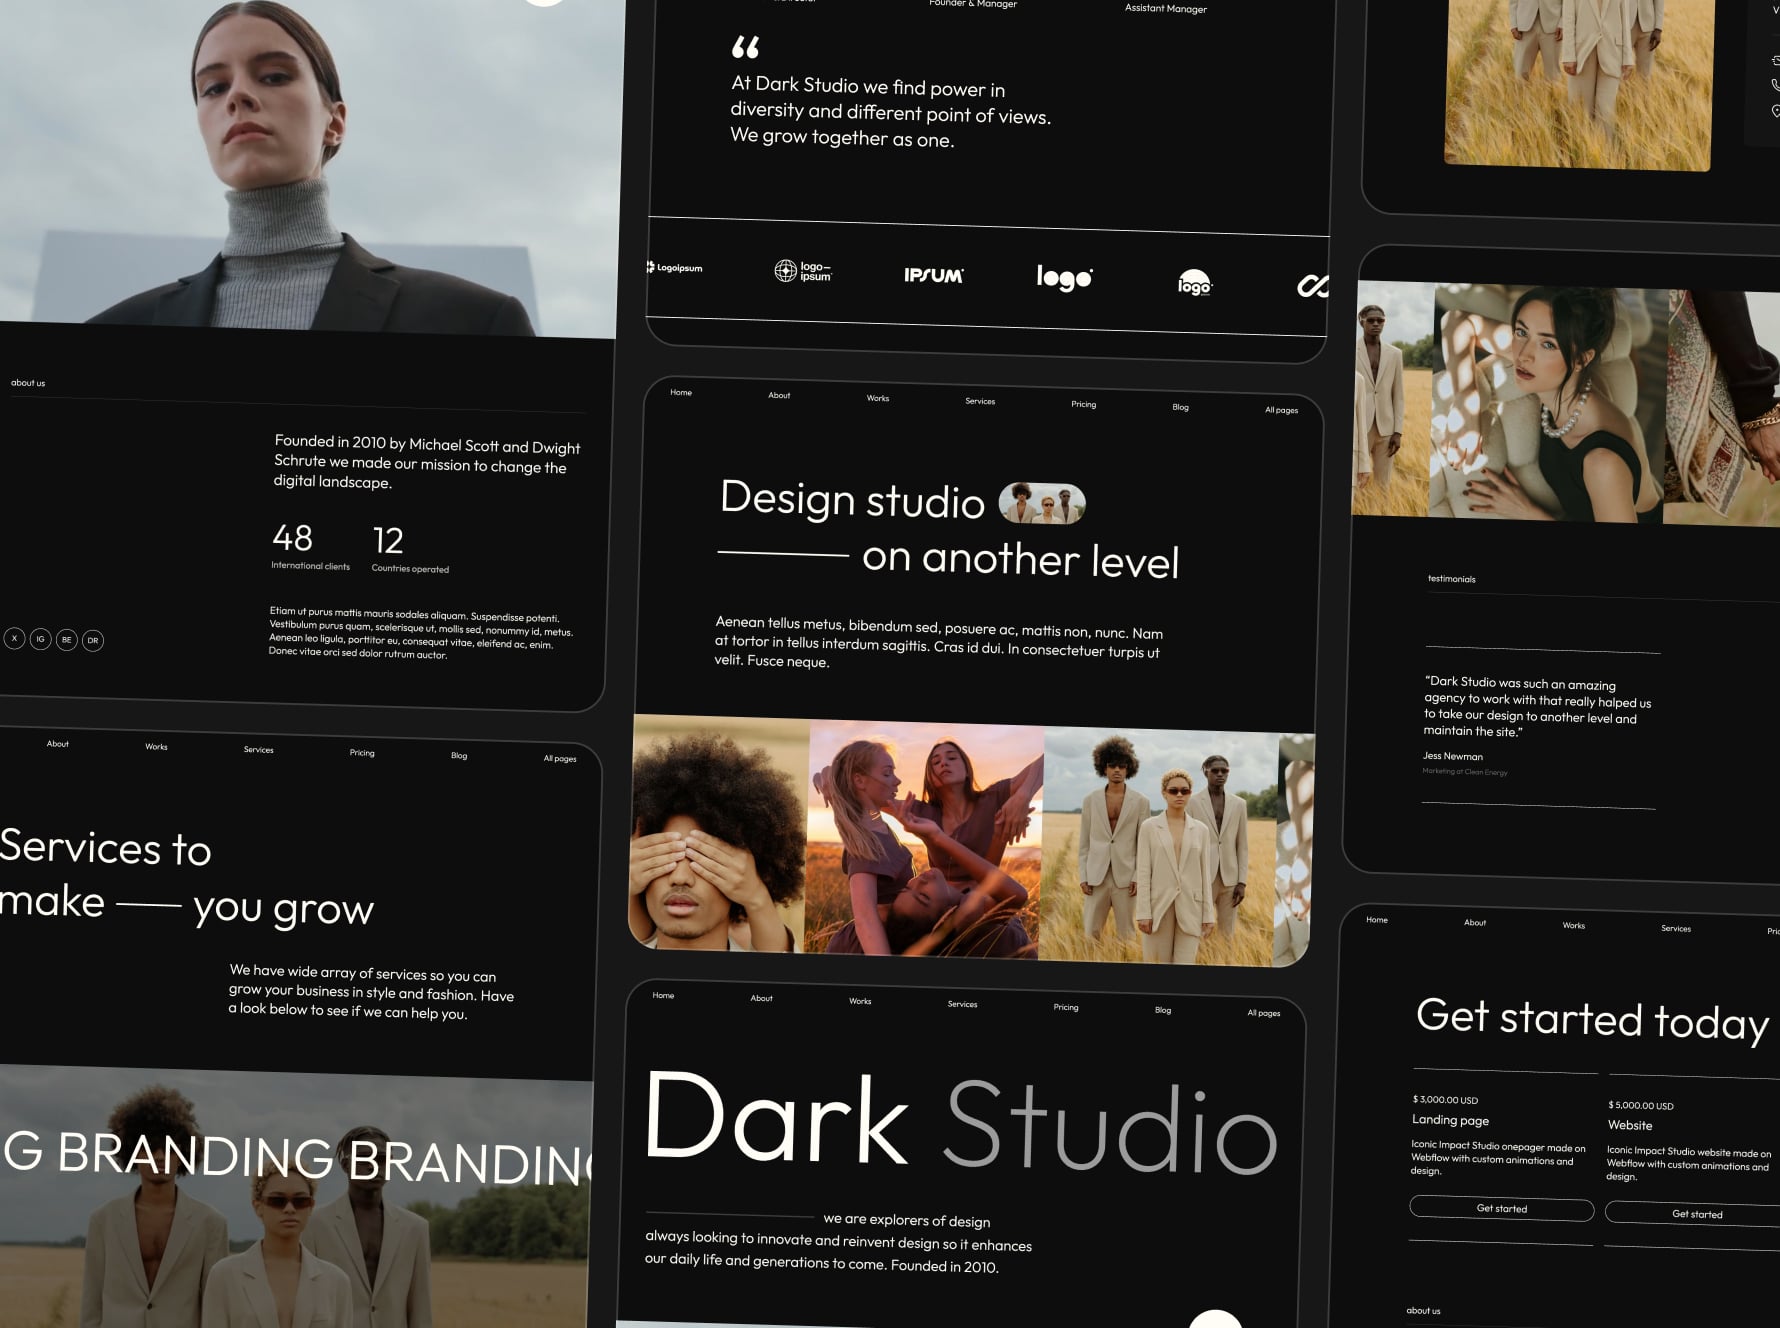 about us
Founded in 2010 by Michael Scott and Dwight
Schrute we made our mission to change the
digital landscape.
48
12
International clients
Countries operated
Etiam ut purus mattis mauris sodales aliquam. Suspendisse potenti.
Vestibulum purus quam, scelerisque ut, mollis sed, nonummy id, metus.
Aenean leo ligula, porttitor eu, consequat vitae, eleifend ac, enim.
Donec vitae orci sed dolor rutrum auctor.
X IG BE DR
About Works Services Pricing Blog All pages
Services to
make you grow
We have wide array of services so you can
grow your business in style and fashion. Have
a look below to see if we can help you.
G BRANDING BRANDING
Founder & Manager
Assistant Manager
“
At Dark Studio we find power in
diversity and different point of views.
We grow together as one.
Logoipsum
logo—
ipsum
IPSUM
logo
logo
Home About Works Services Pricing Blog All pages
Design studio
on another level
Aenean tellus metus, bibendum sed, posuere ac, mattis non, nunc. Nam
at tortor in tellus interdum sagittis. Cras id dui. In consectetuer turpis ut
velit. Fusce neque.
Home About Works Services Pricing Blog All pages
Dark Studio
we are explorers of design
always looking to innovate and reinvent design so it enhances
our daily life and generations to come. Founded in 2010.
testimonials
“Dark Studio was such an amazing
agency to work with that really halped us
to take our design to another level and
maintain the site.”
Jess Newman
Marketing at Clean Energy
Home About Works Services
Get started today
$ 3,000.00 USD
Landing page
Iconic Impact Studio onepager made on
Webflow with custom animations and
design.
Get started
$ 5,000.00 USD
Website
Iconic Impact Studio website made on
Webflow with custom animations and
design.
Get started
about us